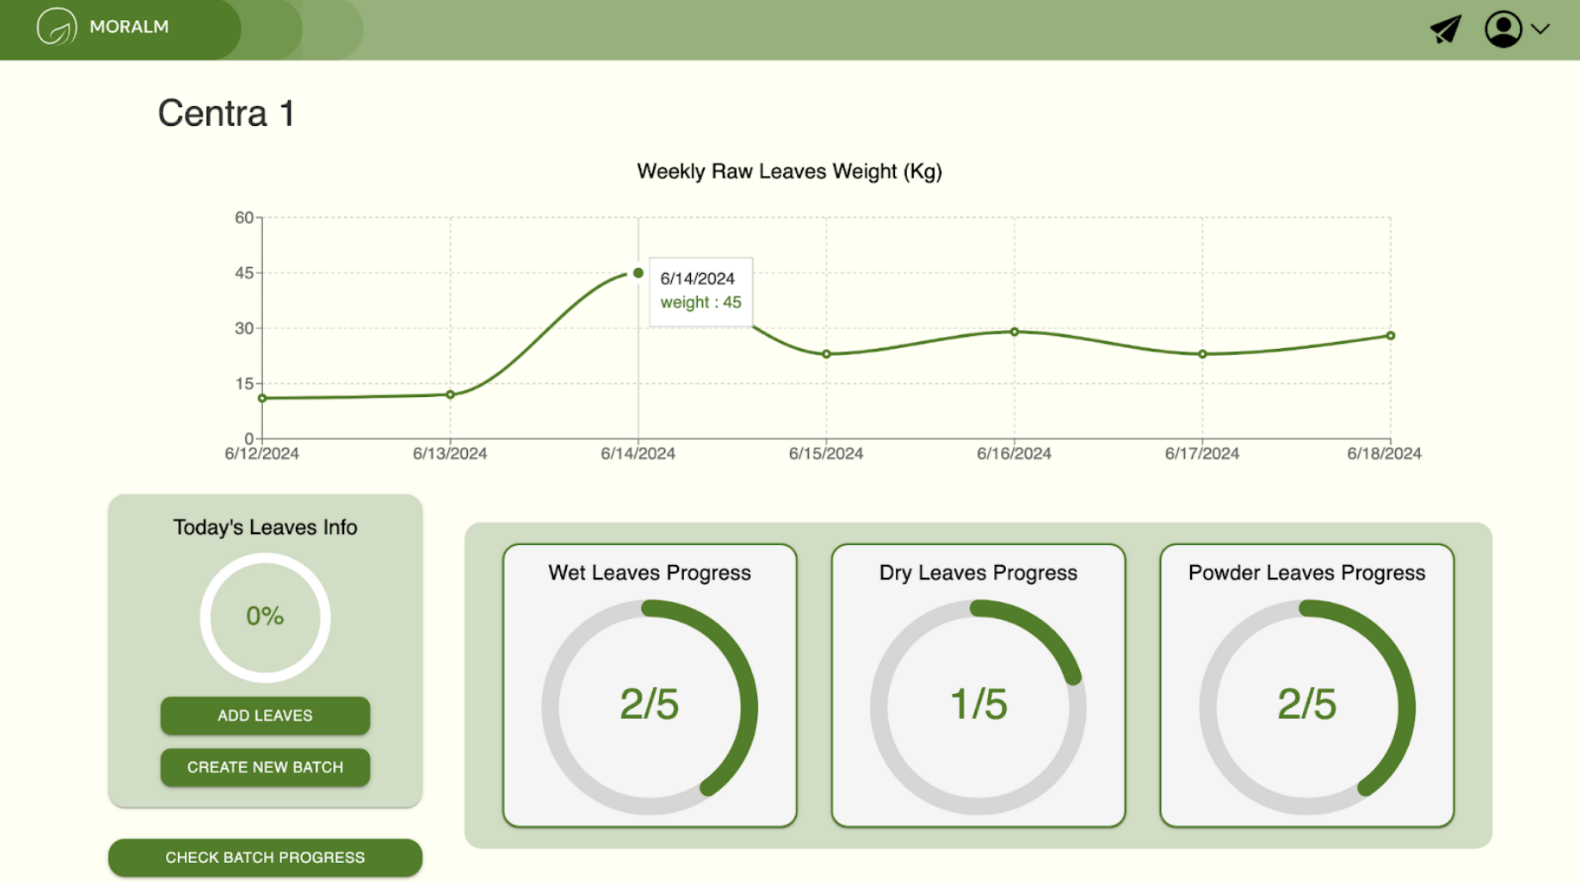 MORALM
Centra 1
Weekly Raw Leaves Weight (Kg)
60
45
30
15
0
6/14/2024
weight : 45
6/12/2024 6/13/2024 6/14/2024 6/15/2024 6/16/2024 6/17/2024 6/18/2024
Today's Leaves Info
0%
ADD LEAVES
CREATE NEW BATCH
CHECK BATCH PROGRESS
Wet Leaves Progress
2/5
Dry Leaves Progress
1/5
Powder Leaves Progress
2/5